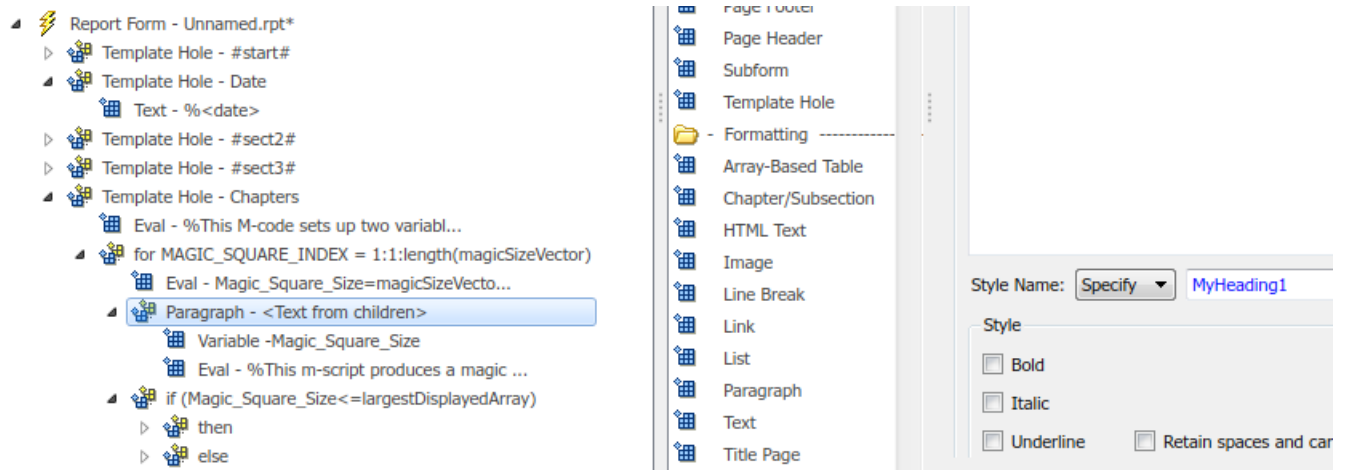 Report Form - Unnamed.rpt*
Template Hole - #start#
Template Hole - Date
Text - %<date>
Template Hole - #sect2#
Template Hole - #sect3#
Template Hole - Chapters
Eval - %This M-code sets up two variabl...
for MAGIC_SQUARE_INDEX = 1:1:length(magicSizeVector)
Eval - Magic_Square_Size=magicSizeVecto...
Paragraph - <Text from children>
Variable -Magic_Square_Size
Eval - %This m-script produces a magic ...
if (Magic_Square_Size<=largestDisplayedArray)
then
else
Page Footer
Page Header
Subform
Template Hole
- Formatting -------------
Array-Based Table
Chapter/Subsection
HTML Text
Image
Line Break
Link
List
Paragraph
Text
Title Page
Style Name: Specify MyHeading1
Style
Bold
Italic
Underline Retain spaces and car